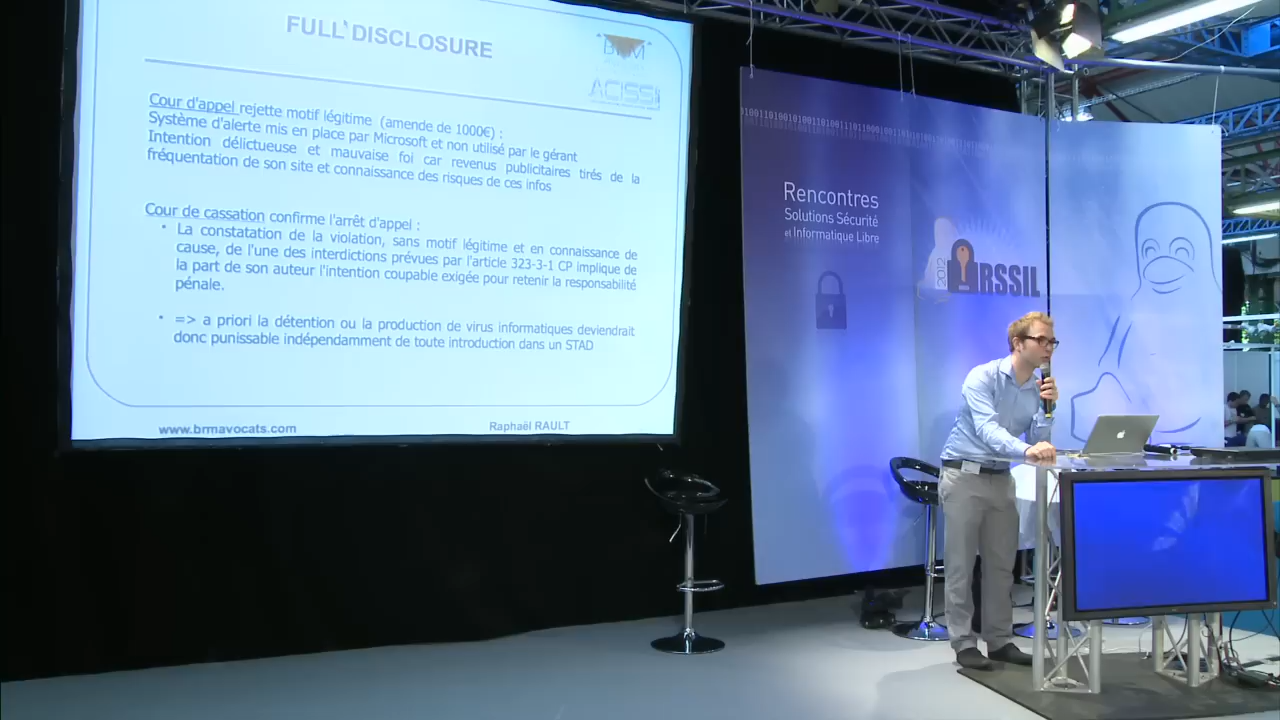 FULL DISCLOSURE
ACISSI
Cour d'appel rejette motif légitime (amende de 1000€) :
Système d'alerte mis en place par Microsoft et non utilisé par le gérant
Intention délictueuse et mauvaise foi car revenus publicitaires tirés de la
fréquentation de son site et connaissance des risques de ces infos
Cour de cassation confirme l'arrêt d'appel :
• La constatation de la violation, sans motif légitime et en connaissance de
cause, de l'une des interdictions prévues par l'article 323-3-1 CP implique de
la part de son auteur l'intention coupable exigée pour retenir la responsabilité
pénale.
• => a priori la détention ou la production de virus informatiques deviendrait
donc punissable indépendamment de toute introduction dans un STAD
www.brmavocats.com
Raphaël RAULT
Rencontres
Solutions Sécurité
et Informatique Libre
2012
RSSIL